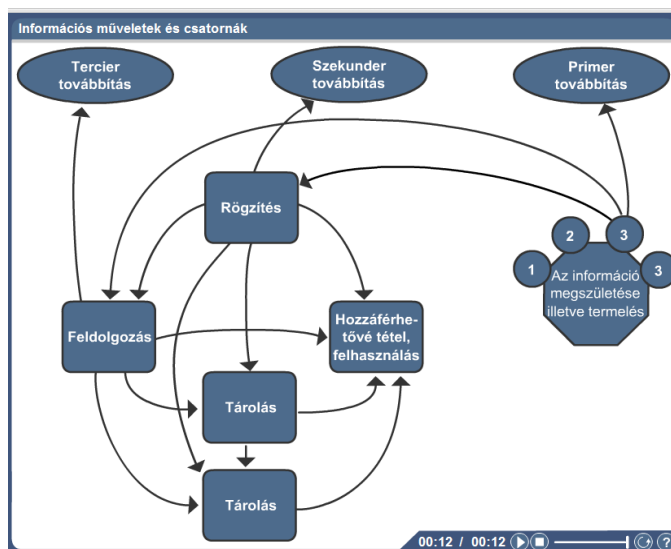 Információs műveletek és csatornák
Tercier
továbbítás
Szekunder
továbbítás
Primer
továbbítás
Rögzítés
2
3
1
3
Az információ
megszületése
illetve termelés
Feldolgozás
Hozzáférhe-
tővé tétel,
felhasználás
Tárolás
Tárolás
00:12 / 00:12
?